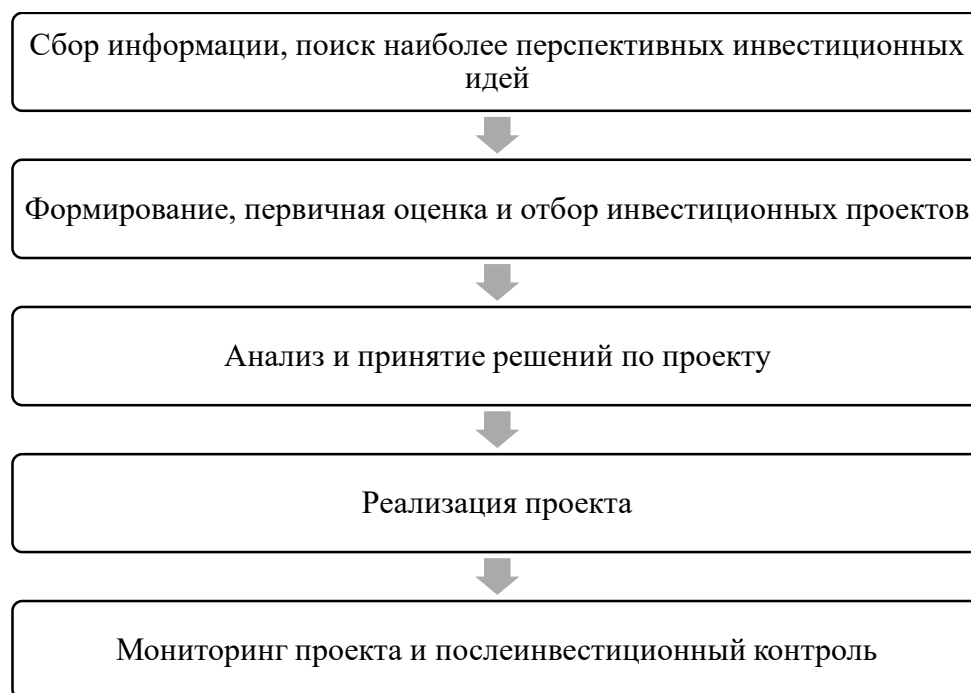 Сбор информации, поиск наиболее перспективных инвестиционных
идей
Формирование, первичная оценка и отбор инвестиционных проектов
Анализ и принятие решений по проекту
Реализация проекта
Мониторинг проекта и послеинвестиционный контроль